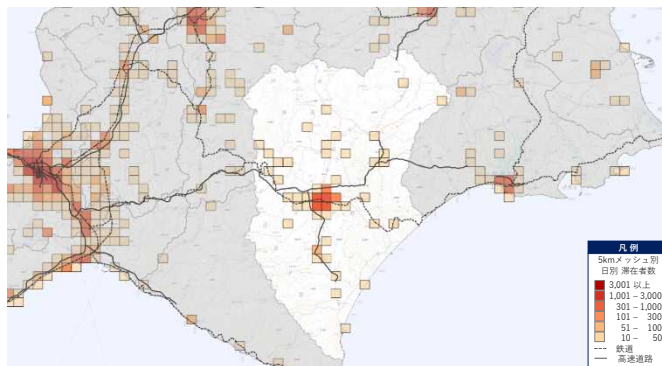 凡 例
5kmメッシュ別
日別 滞在者数
3,001 以上
1,001 – 3,000
301 – 1,000
101 – 300
51 – 100
10 – 50
鉄道
高速道路